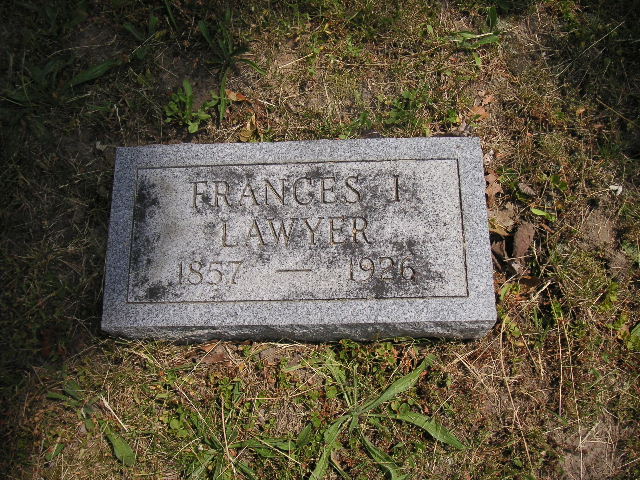 FRANCES I
LAWYER
1857 — 1926